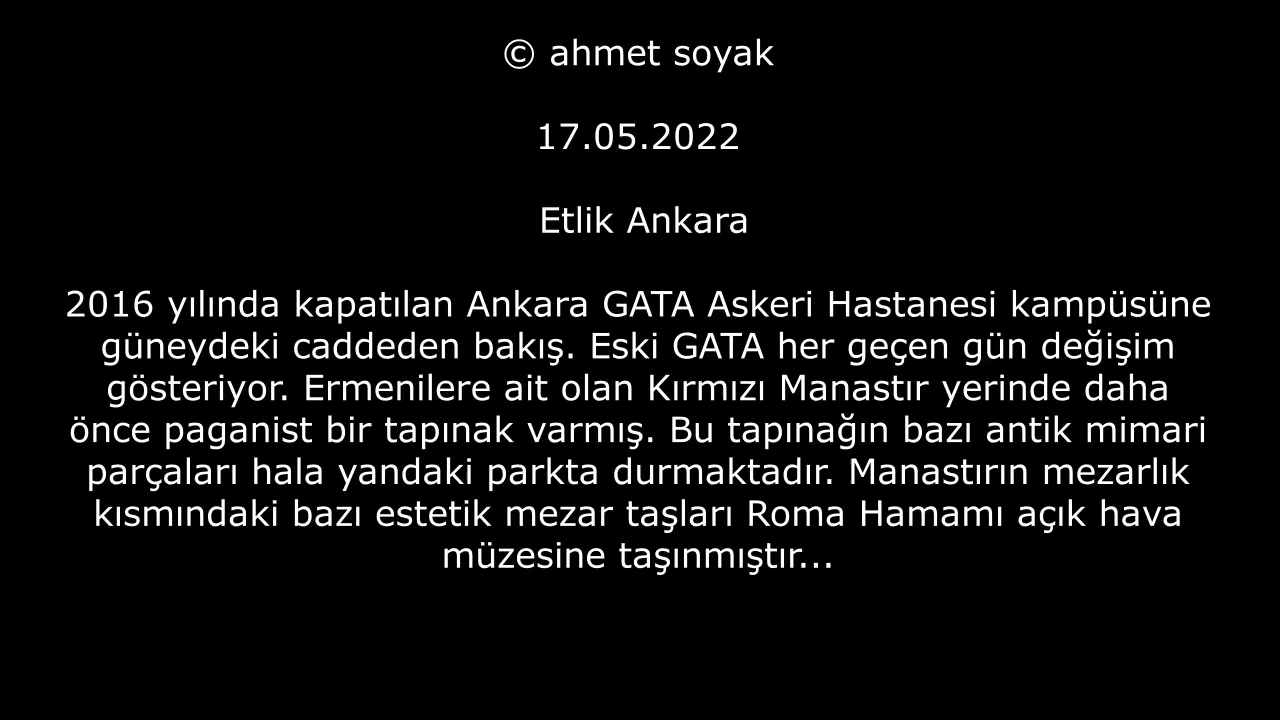 © ahmet soyak
17.05.2022
Etlik Ankara
2016 yılında kapatılan Ankara GATA Askeri Hastanesi kampüsüne
güneydeki caddeden bakış. Eski GATA her geçen gün değişim
gösteriyor. Ermenilere ait olan Kırmızı Manastır yerinde daha
önce paganist bir tapınak varmış. Bu tapınağın bazı antik mimari
parçaları hala yandaki parkta durmaktadır. Manastırın mezarlık
kısmındaki bazı estetik mezar taşları Roma Hamamı açık hava
müzesine taşınmıştır...